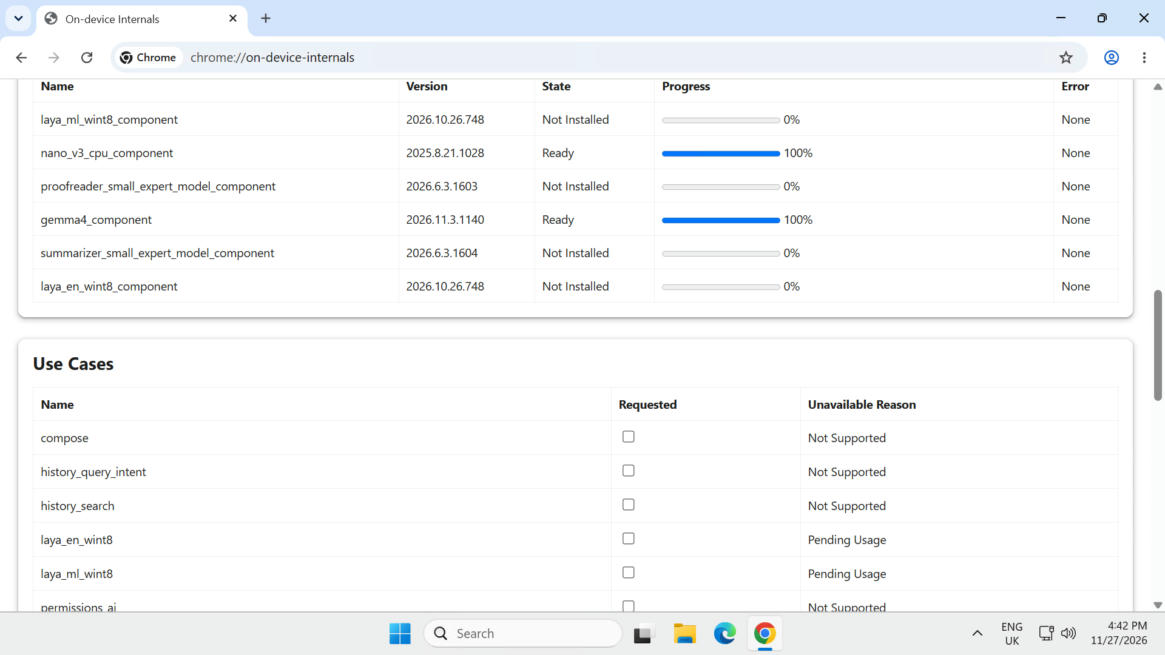 On-device Internals
Chrome chrome://on-device-internals
Name Version State Progress Error
laya_ml_wint8_component 2026.10.26.748 Not Installed 0% None
nano_v3_cpu_component 2025.8.21.1028 Ready 100% None
proofreader_small_expert_model_component 2026.6.3.1603 Not Installed 0% None
gemma4_component 2026.11.3.1140 Ready 100% None
summarizer_small_expert_model_component 2026.6.3.1604 Not Installed 0% None
laya_en_wint8_component 2026.10.26.748 Not Installed 0% None
Use Cases
Name Requested Unavailable Reason
compose Not Supported
history_query_intent Not Supported
history_search Not Supported
laya_en_wint8 Pending Usage
laya_ml_wint8 Pending Usage
permissions_ai Not Supported
Search
ENG
UK
4:42 PM
11/27/2026